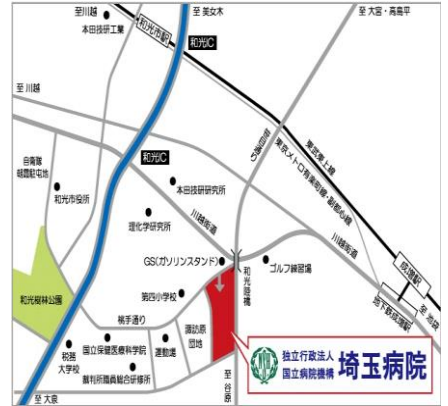 至川越
本田技研工業
至 美女木
至 大宮・高島平
和光市駅
和光IC
至 川越
自衛隊
朝霞駐屯地
和光市役所
和光IC
本田技研研究所
理化学研究所
川越街道
東武東上線
東京メトロ有楽町線・副都心線
川越街道
成増駅
地下鉄成増駅
至 池袋
GS(ガソリンスタンド)
和光陸橋
ゴルフ練習場
第四小学校
和光樹林公園
桃手通り
諏訪原
団地
税務
大学校
国立保健医療科学院
運動場
裁判所職員総合研修所
至 大泉
至 谷原
独立行政法人
国立病院機構
埼玉病院